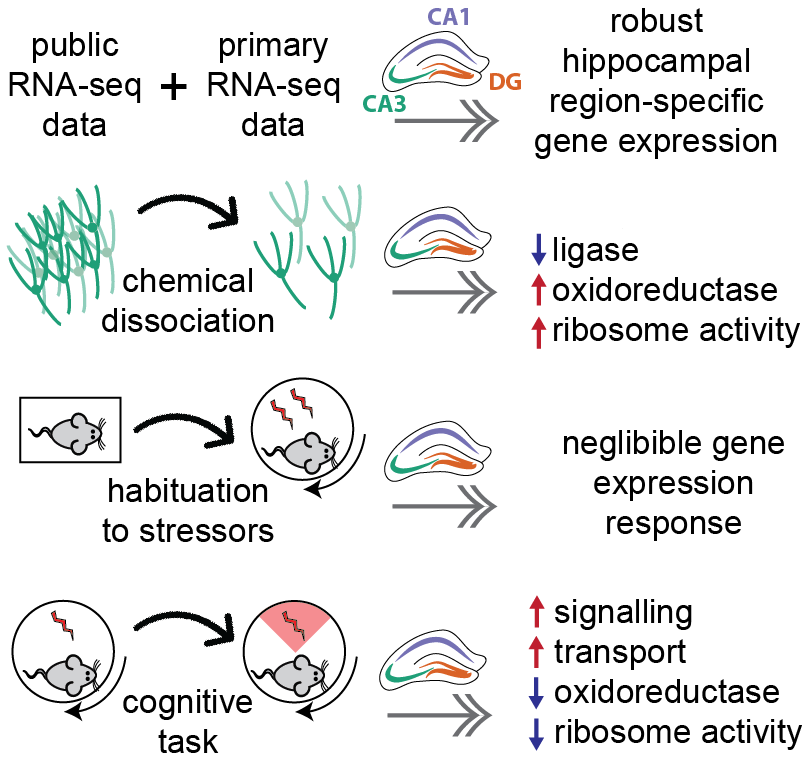 public
RNA-seq
data
+
primary
RNA-seq
data
CA1
DG
CA3
robust
hippocampal
region-specific
gene expression
chemical
dissociation
ligase
oxidoreductase
ribosome activity
habituation
to stressors
neglibible gene
expression
response
cognitive
task
signalling
transport
oxidoreductase
ribosome activity